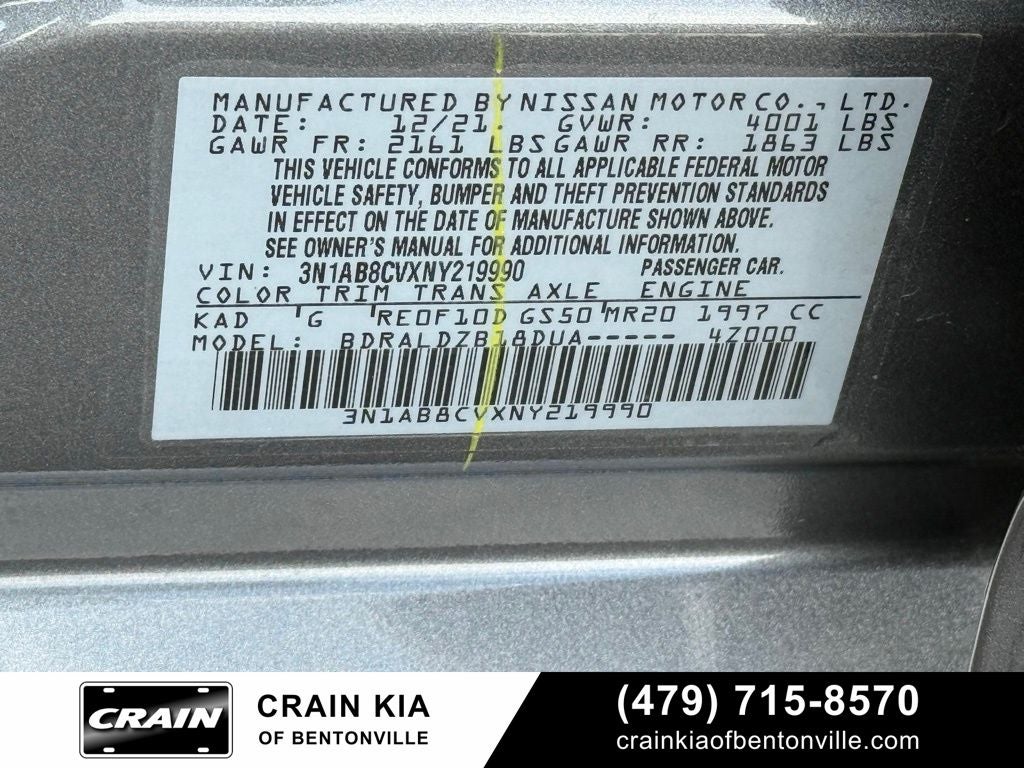 MANUFACTURED BY NISSAN MOTOR CO., LTD.
DATE: 12/21. GVWR: 4001 LBS
GAWR FR: 2161 LBS GAWR RR: 1863 LBS
THIS VEHICLE CONFORMS TO ALL APPLICABLE FEDERAL MOTOR
VEHICLE SAFETY, BUMPER AND THEFT PREVENTION STANDARDS
IN EFFECT ON THE DATE OF MANUFACTURE SHOWN ABOVE.
SEE OWNER'S MANUAL FOR ADDITIONAL INFORMATION.
VIN: 3N1AB8CVXNY219990 PASSENGER CAR.
COLOR TRIM TRANS AXLE ENGINE
KAD 'G 'RE0F10D GS50 'MR20 1997 CC
MODEL: BDRALDZB18DUA----- 4Z000
3N1AB8CVXNY219990
CRAIN
CRAIN KIA
OF BENTONVILLE
(479) 715-8570
crainkiaofbentonville.com